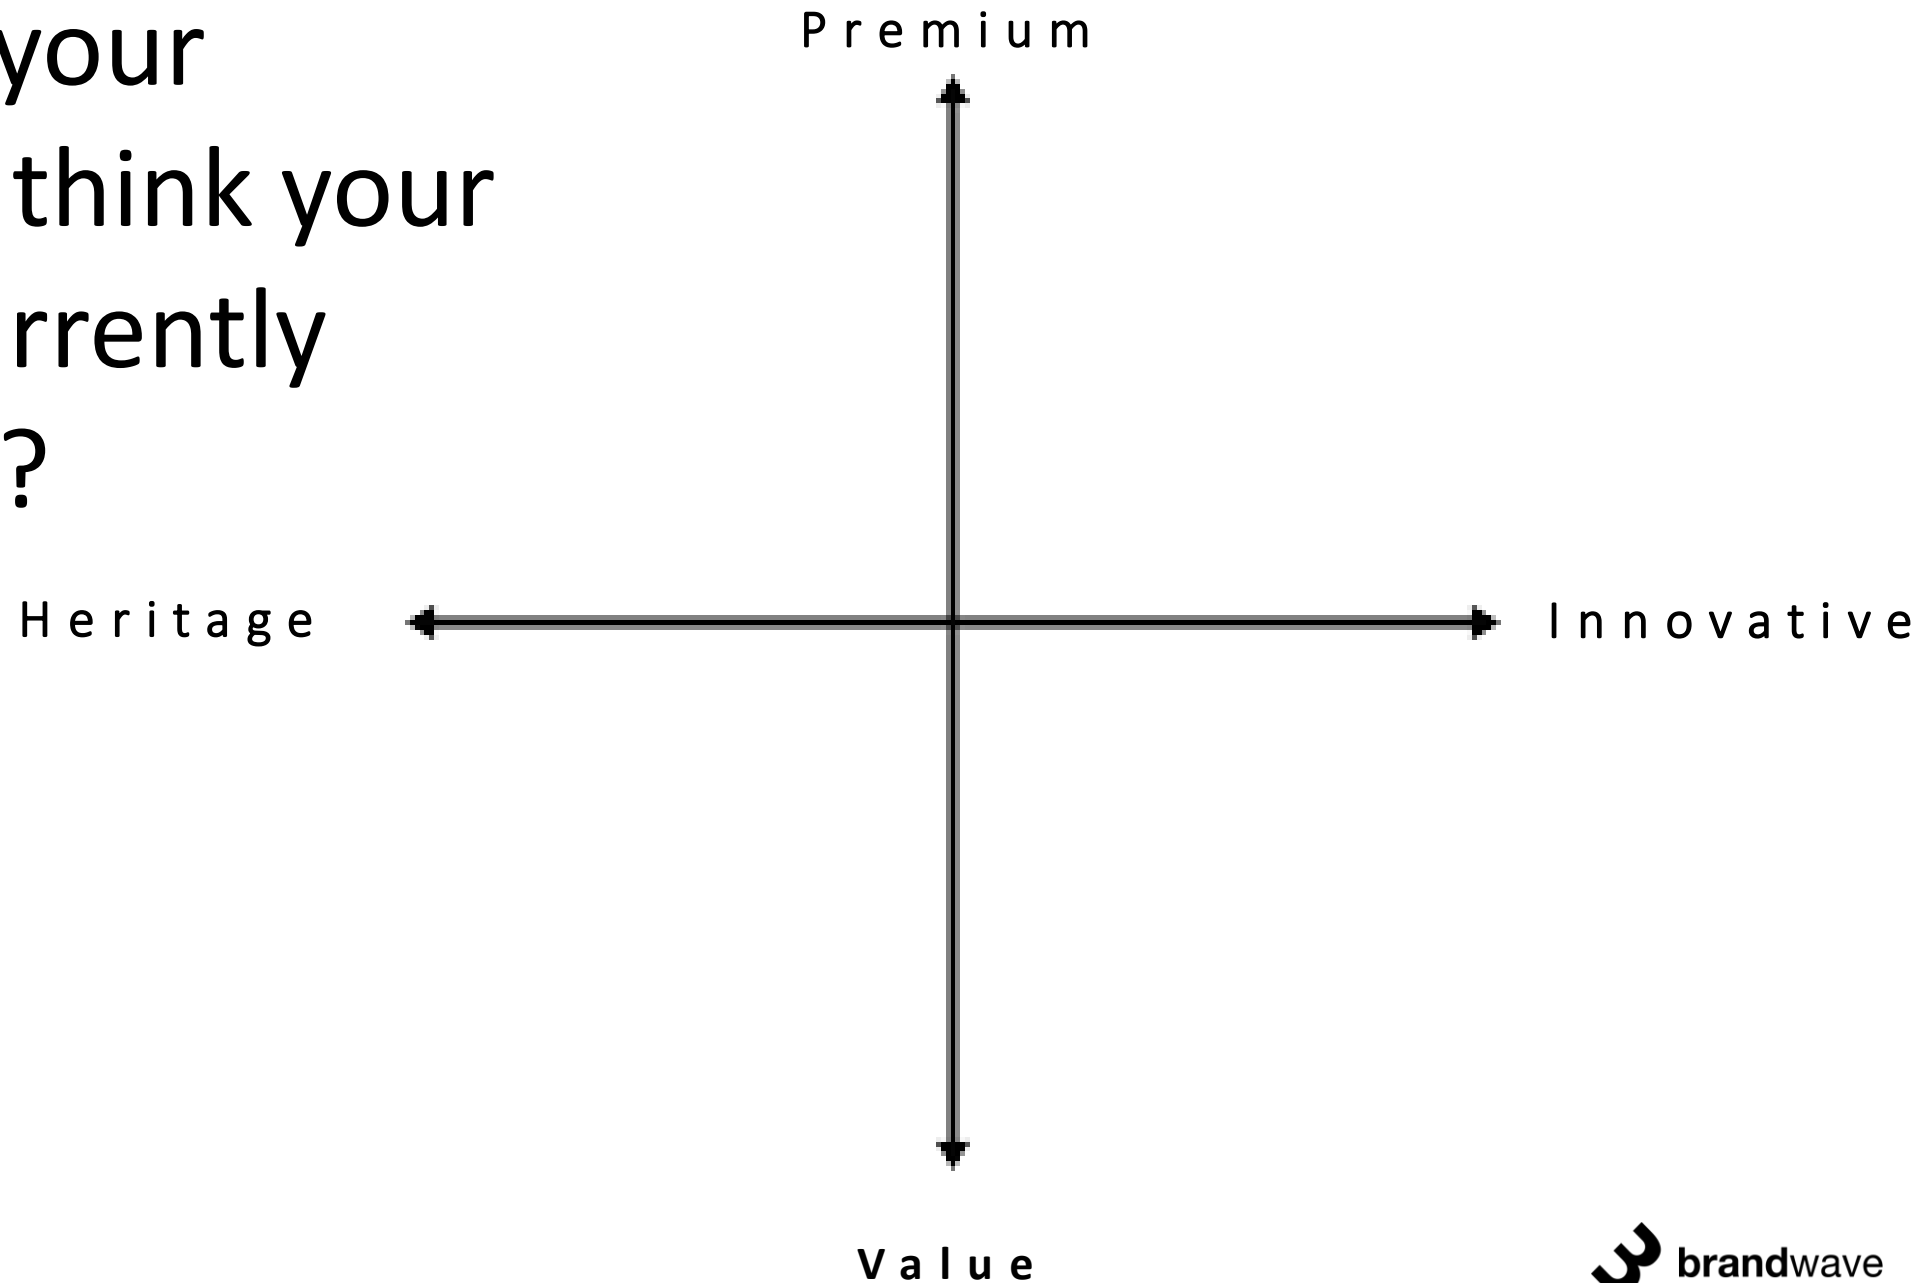 Premium
your
think your
rrently
?
Heritage
Innovative
Value
brandwave